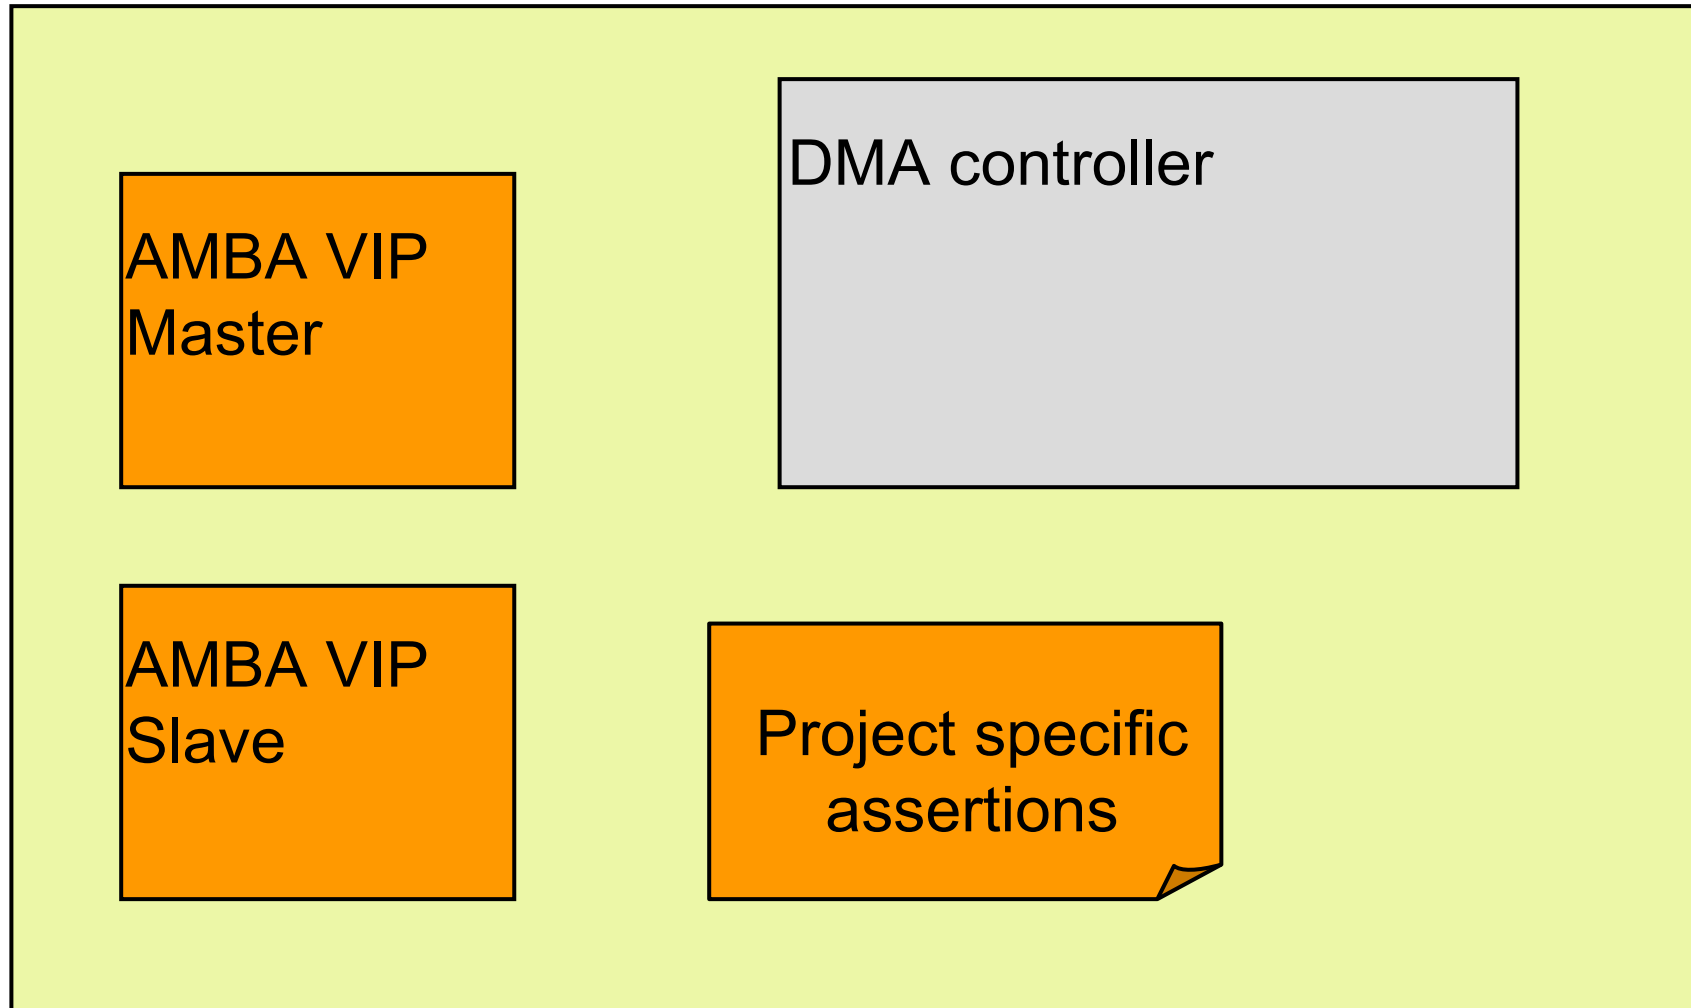 DMA controller
AMBA VIP
Master
AMBA VIP
Slave
Project specific
assertions